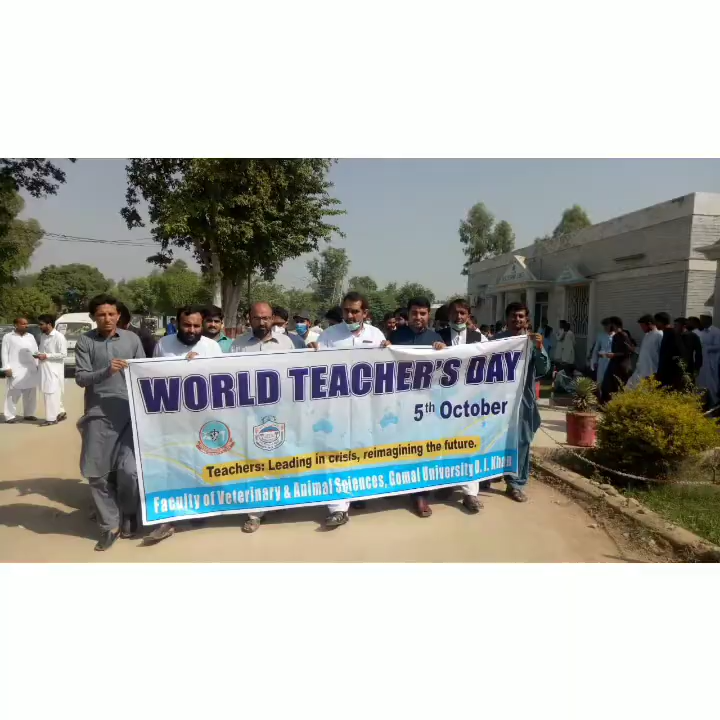 WORLD TEACHER'S DAY
5th October
Teachers: Leading in crisis, reimagining the future.
Faculty of Veterinary & Animal Sciences, Gomal University D. I. Khan